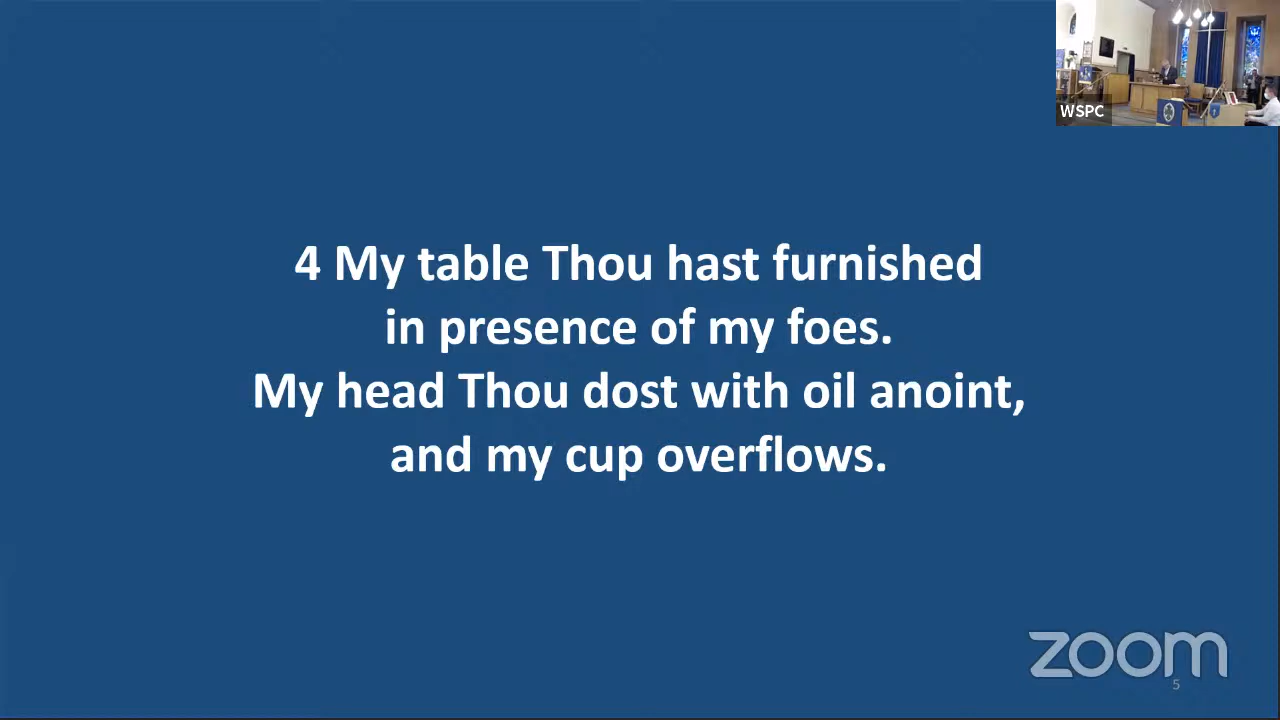 WSPC
4 My table Thou hast furnished
in presence of my foes.
My head Thou dost with oil anoint,
and my cup overflows.
zoom
5